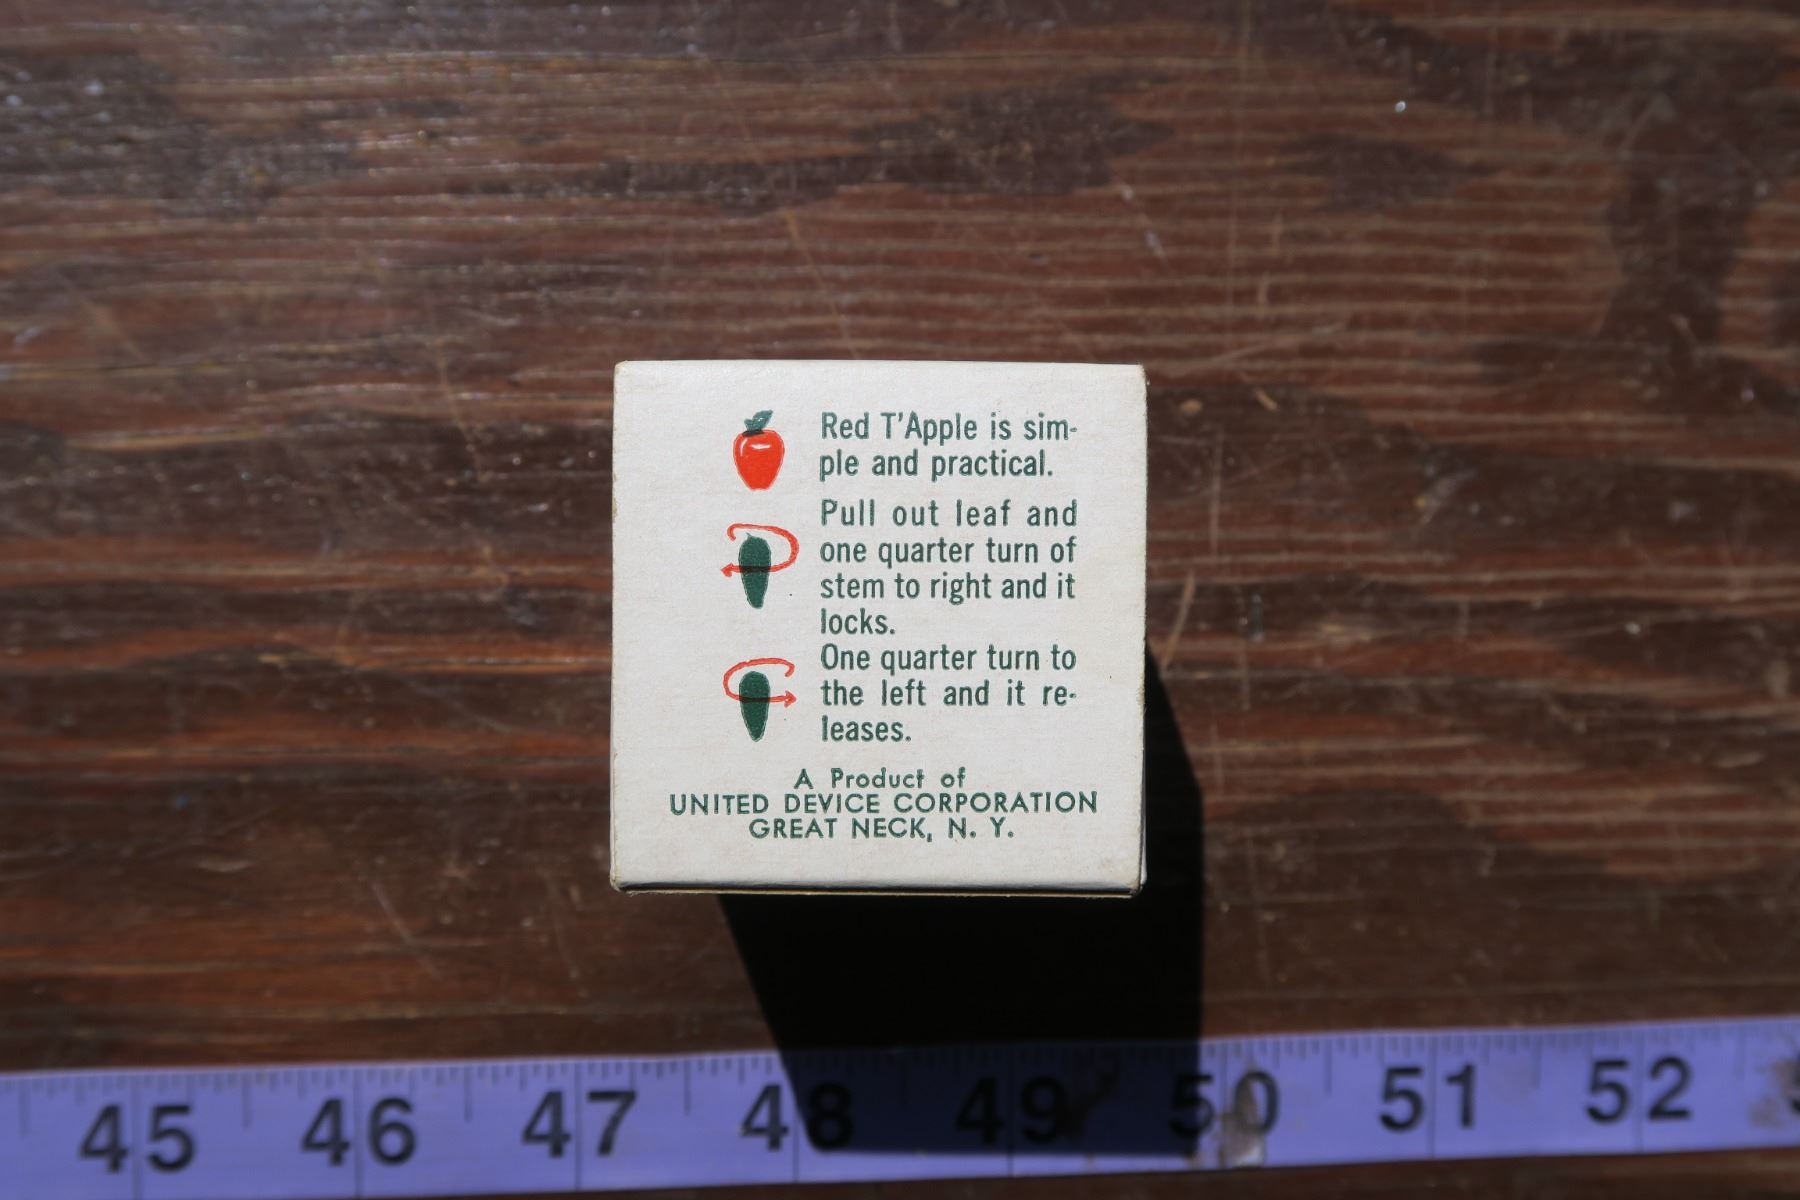 Red T'Apple is sim-
ple and practical.
Pull out leaf and
one quarter turn of
stem to right and it
locks.
One quarter turn to
the left and it re-
leases.
A Product of
UNITED DEVICE CORPORATION
GREAT NECK, N. Y.
45 46 47 48 49 50 51 52